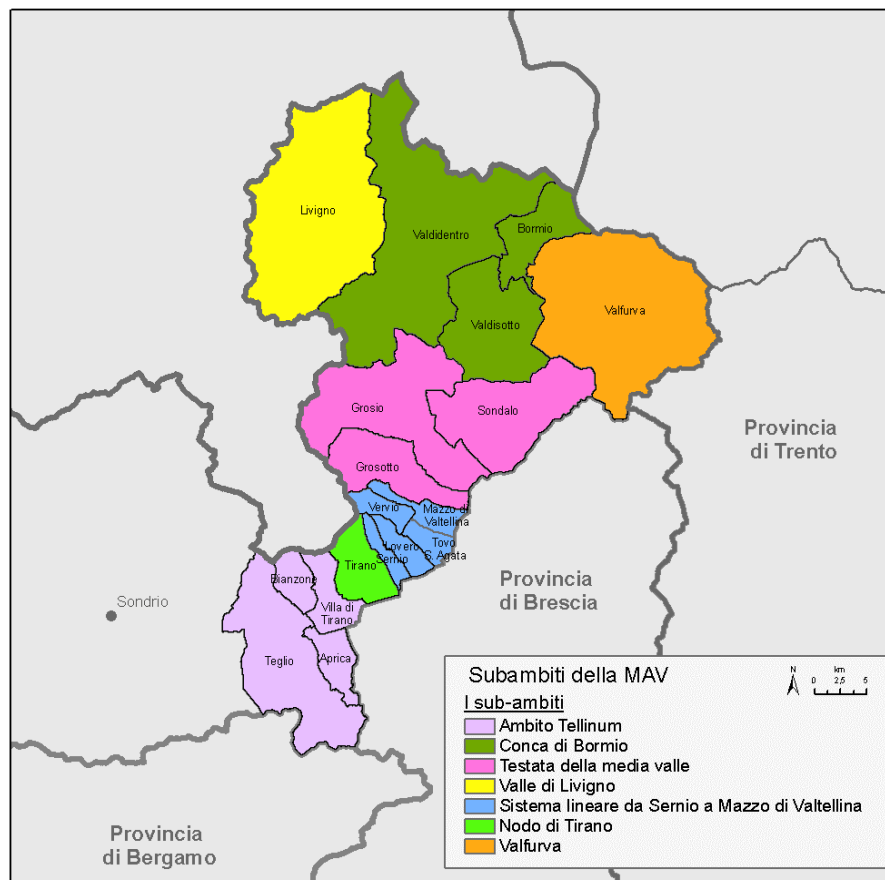 Livigno
Valdidentro
Bormio
Valdisotto
Valfurva
Grosio
Sondalo
Grosotto
Provincia
di Trento
Vervio
Mazzo di
Valtellina
Lovero
Tovo
S. Agata
Sernio
Tirano
Bianzone
Villa di
Tirano
Provincia
di Brescia
Sondrio
Teglio
Aprica
Subambiti della MAV
N
km
0 2,5 5
I sub-ambiti
Ambito Tellinum
Conca di Bormio
Testata della media valle
Valle di Livigno
Sistema lineare da Sernio a Mazzo di Valtellina
Nodo di Tirano
Valfurva
Provincia
di Bergamo